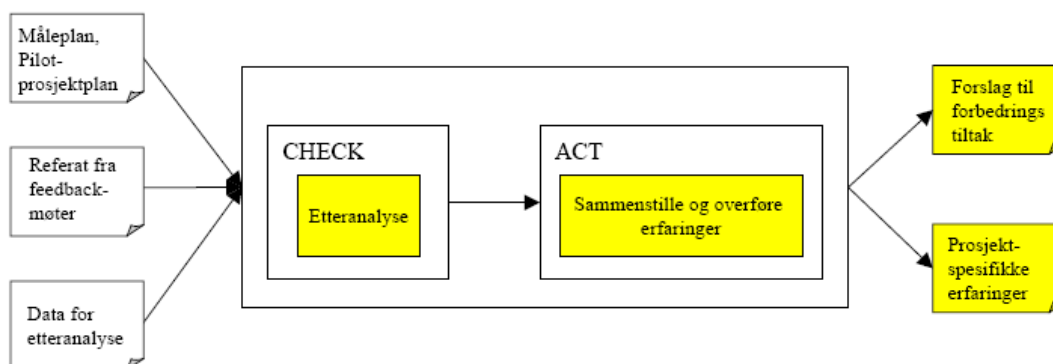 Måleplan,
Pilot-
prosjektplan
Referat fra
feedback-
møter
Data for
etteranalyse
CHECK
Etteranalyse
ACT
Sammenstille og overføre
erfaringer
Forslag til
forbedrings
tiltak
Prosjekt-
spesifikke
erfaringer